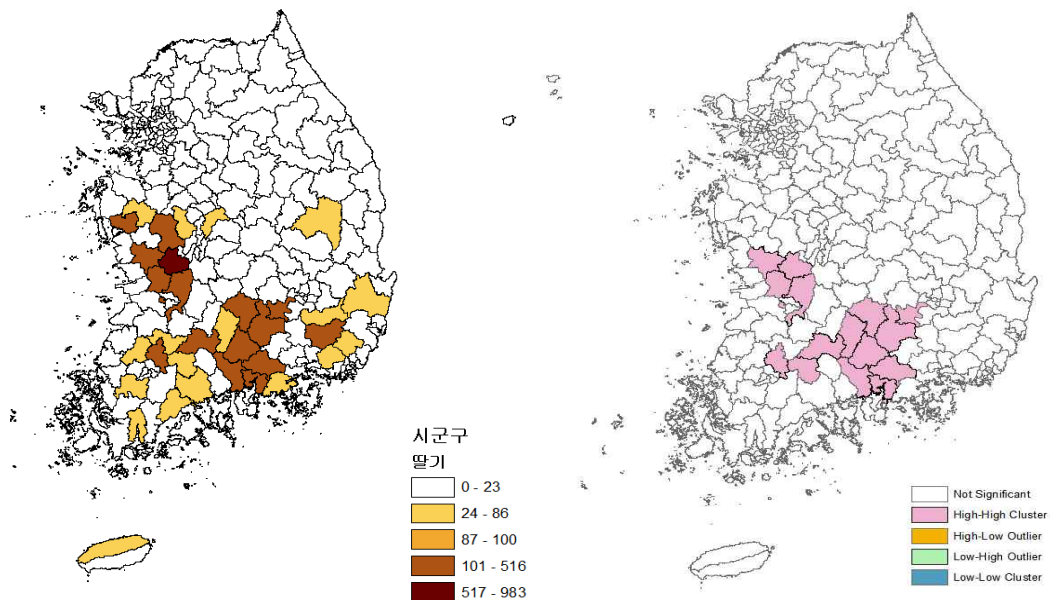 시군구
딸기
0 - 23
24 - 86
87 - 100
101 - 516
517 - 983
Not Significant
High-High Cluster
High-Low Outlier
Low-High Outlier
Low-Low Cluster